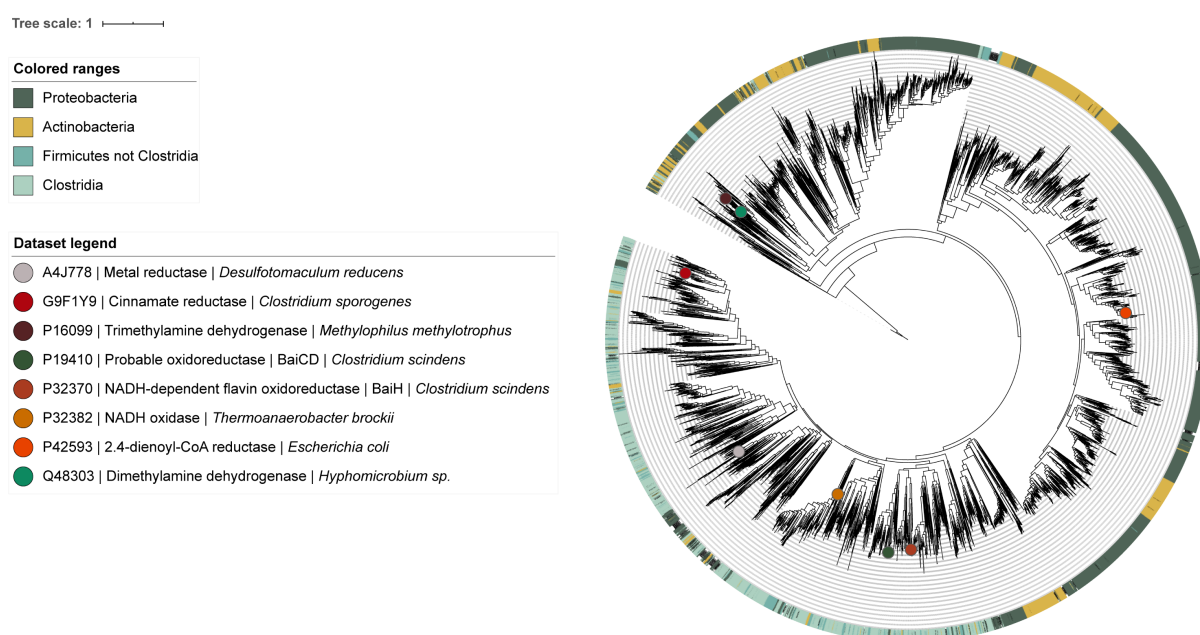 Tree scale: 1
Colored ranges
Proteobacteria
Actinobacteria
Firmicutes not Clostridia
Clostridia
Dataset legend
A4J778 | Metal reductase | Desulfotomaculum reducens
G9F1Y9 | Cinnamate reductase | Clostridium sporogenes
P16099 | Trimethylamine dehydrogenase | Methylophilus methylotrophus
P19410 | Probable oxidoreductase | BaiCD | Clostridium scindens
P32370 | NADH-dependent flavin oxidoreductase | BaiH | Clostridium scindens
P32382 | NADH oxidase | Thermoanaerobacter brockii
P42593 | 2.4-dienoyl-CoA reductase | Escherichia coli
Q48303 | Dimethylamine dehydrogenase | Hyphomicrobium sp.